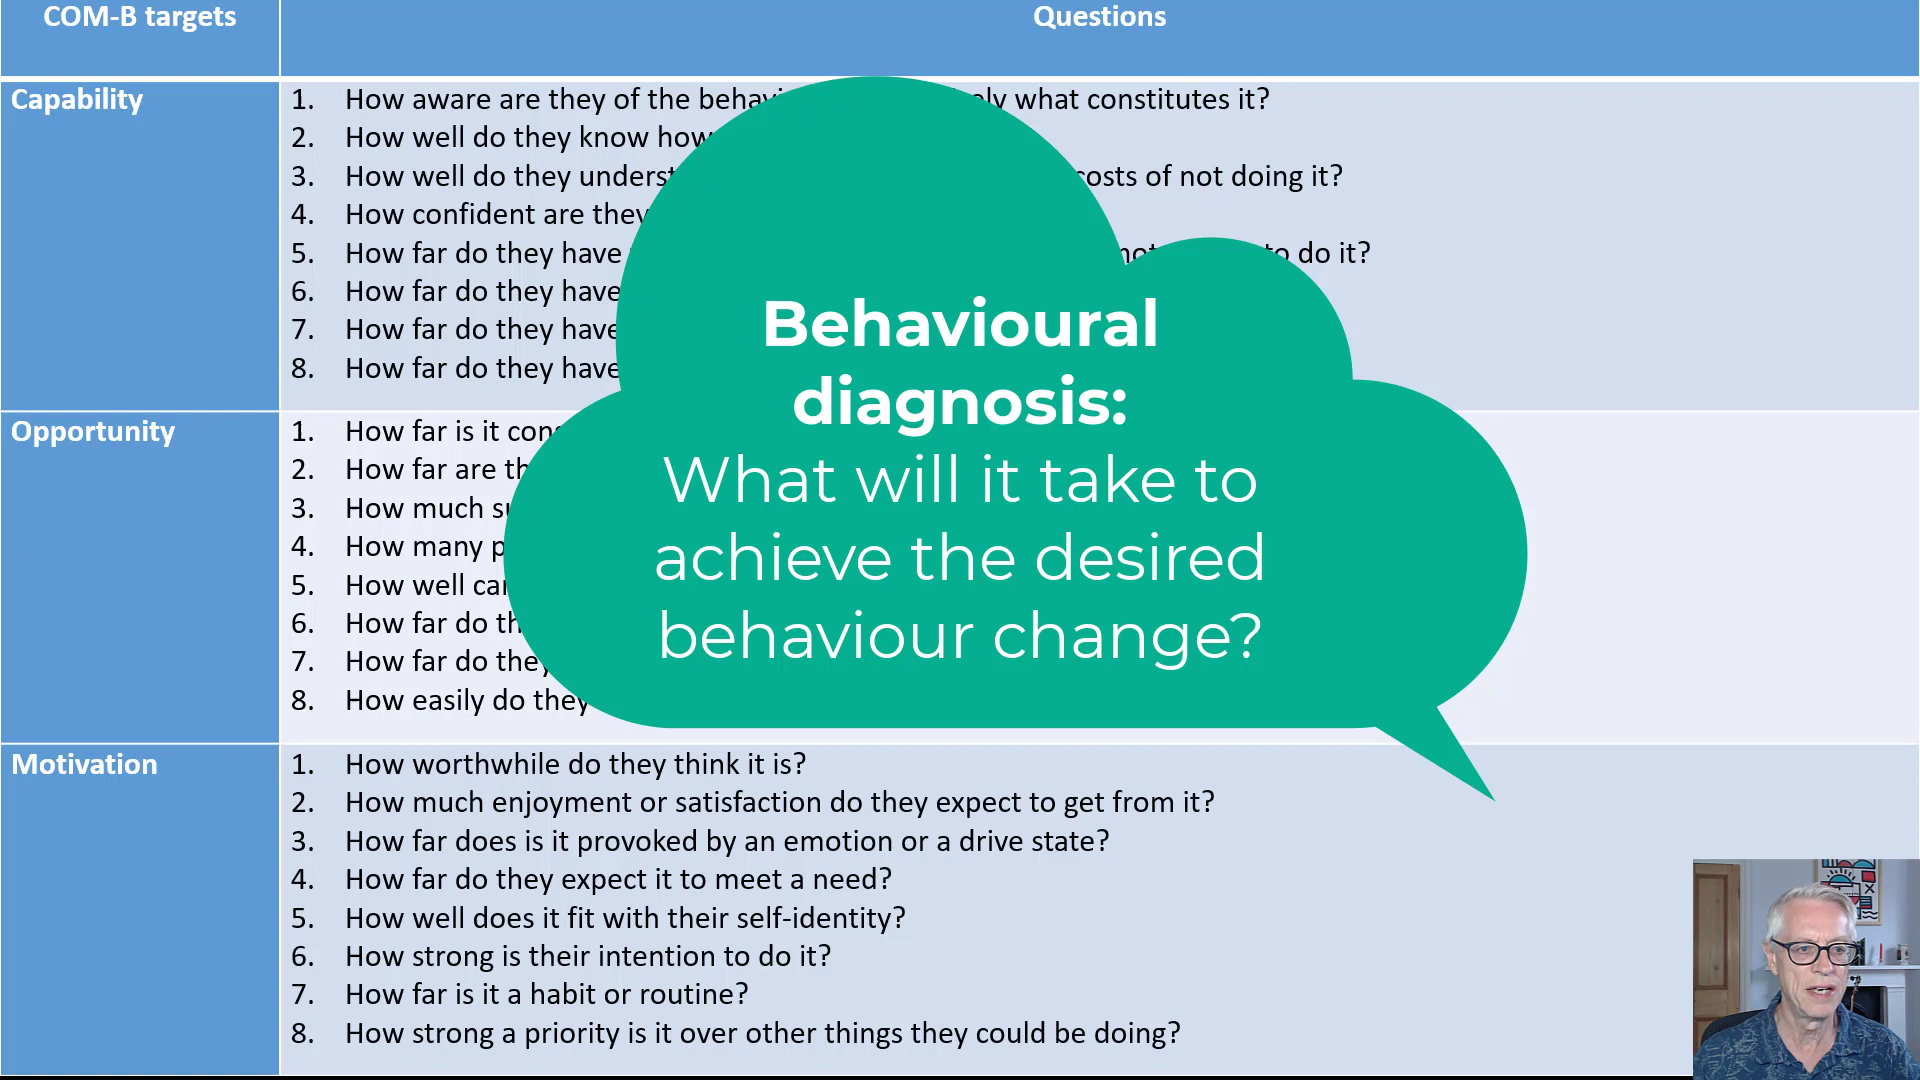 COM-B targets
Questions
Capability
1. How aware are they of the behavi ly what constitutes it?
2. How well do they know how
3. How well do they underst costs of not doing it?
4. How confident are they
5. How far do they have not to do it?
6. How far do they have
7. How far do they have
8. How far do they have
Opportunity
1. How far is it con
2. How far are th
3. How much su
4. How many p
5. How well can
6. How far do th
7. How far do they
8. How easily do they
Behavioural
diagnosis:
What will it take to
achieve the desired
behaviour change?
Motivation
1. How worthwhile do they think it is?
2. How much enjoyment or satisfaction do they expect to get from it?
3. How far does is it provoked by an emotion or a drive state?
4. How far do they expect it to meet a need?
5. How well does it fit with their self-identity?
6. How strong is their intention to do it?
7. How far is it a habit or routine?
8. How strong a priority is it over other things they could be doing?